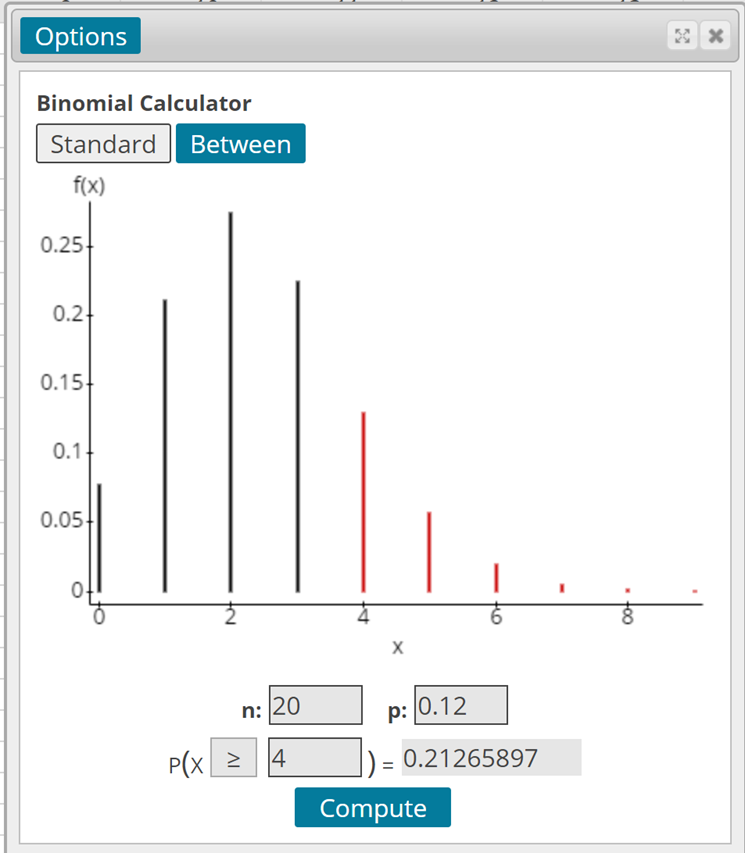 Options
Binomial Calculator
Standard Between
f(x)
0.25
0.2
0.15
0.1
0.05
0
0 2 4 6 8
x
n: 20 p: 0.12
P(X ≥ 4 ) = 0.21265897
Compute